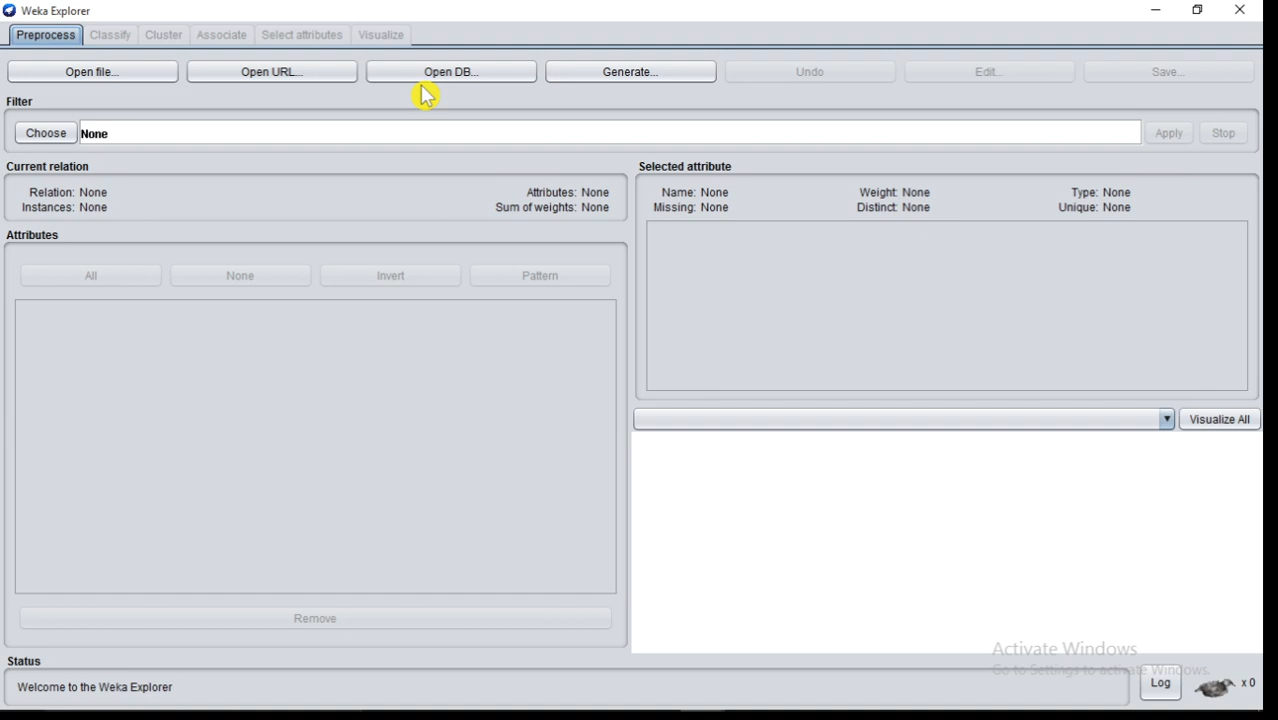 Weka Explorer
Preprocess Classify Cluster Associate Select attributes Visualize
Open file... Open URL... Open DB... Generate... Undo Edit... Save...
Filter
Choose None Apply Stop
Current relation
Relation: None Attributes: None
Instances: None Sum of weights: None
Selected attribute
Name: None Weight: None Type: None
Missing: None Distinct: None Unique: None
Attributes
All None Invert Pattern
Visualize All
Remove
Activate Windows
Go to Settings to activate Windows.
Status
Welcome to the Weka Explorer
Log x 0